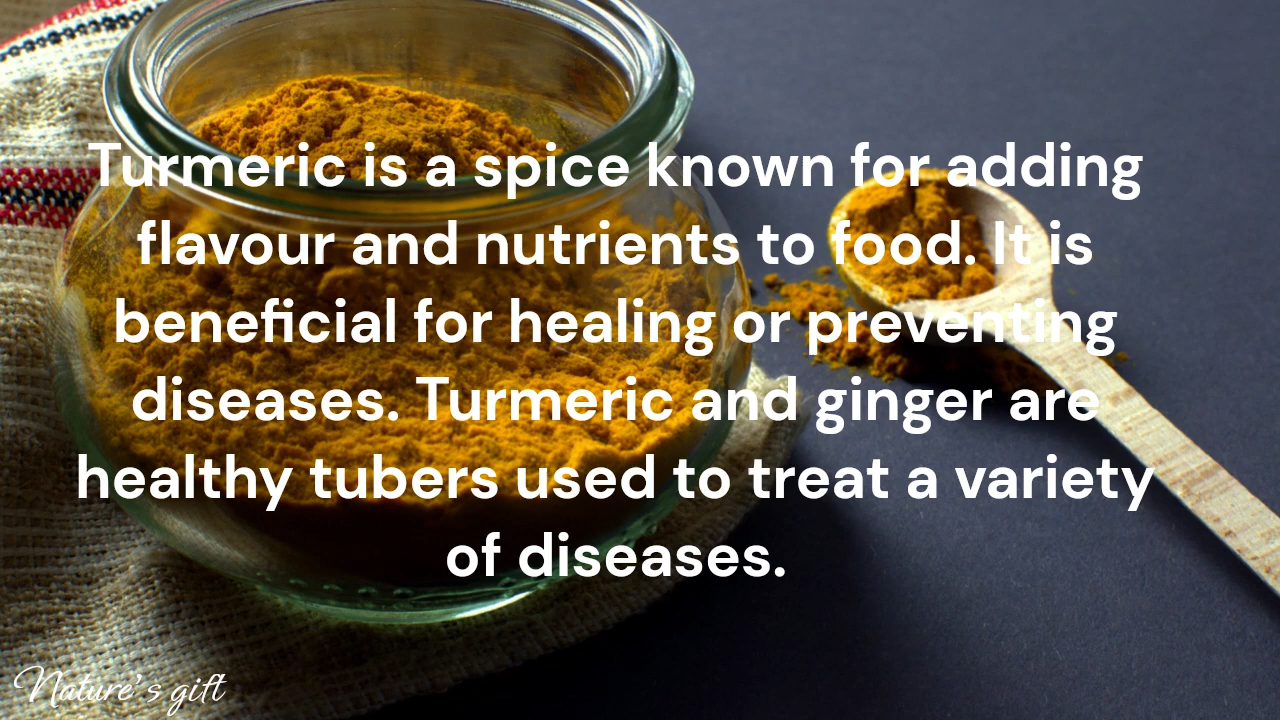 Turmeric is a spice known for adding
flavour and nutrients to food. It is
beneficial for healing or preventing
diseases. Turmeric and ginger are
healthy tubers used to treat a variety
of diseases.
Nature's gift